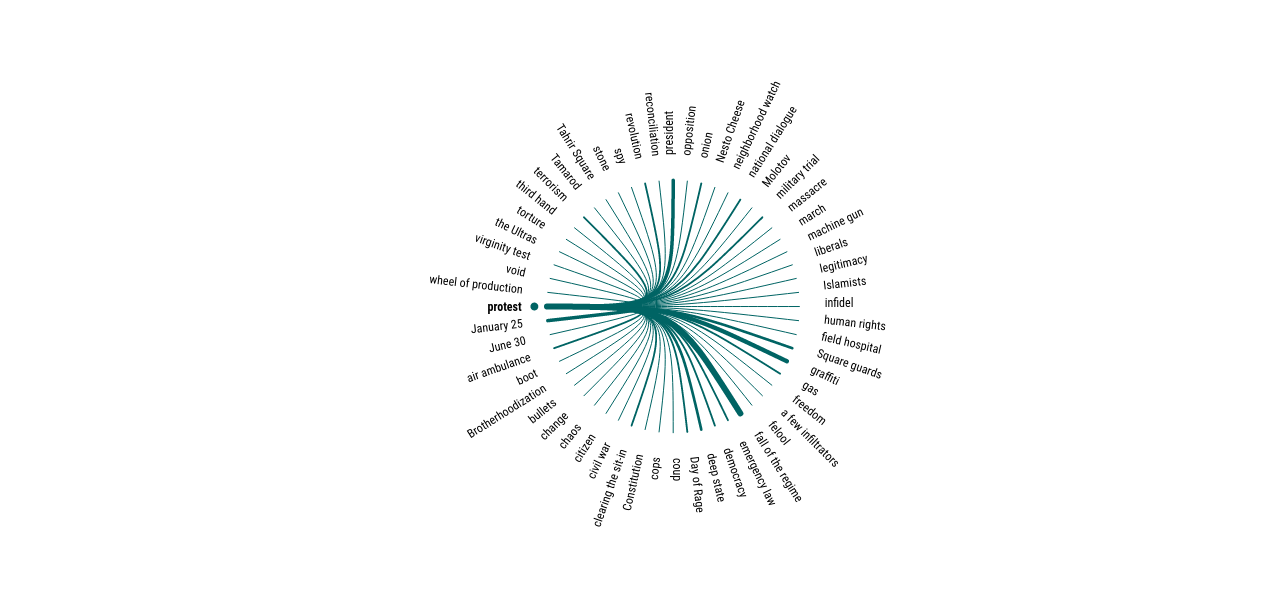 president
opposition
onion
Nesto Cheese
neighborhood watch
national dialogue
Molotov
military trial
massacre
march
machine gun
liberals
legitimacy
Islamists
infidel
human rights
field hospital
Square guards
graffiti
gas
freedom
a few infiltrators
felool
fall of the regime
emergency law
democracy
deep state
Day of Rage
coup
cops
Constitution
clearing the sit-in
civil war
citizen
chaos
change
bullets
Brotherhoodization
boot
air ambulance
June 30
January 25
protest
wheel of production
void
virginity test
the Ultras
torture
third hand
terrorism
Tamarod
Tahrir Square
stone
spy
revolution
reconciliation